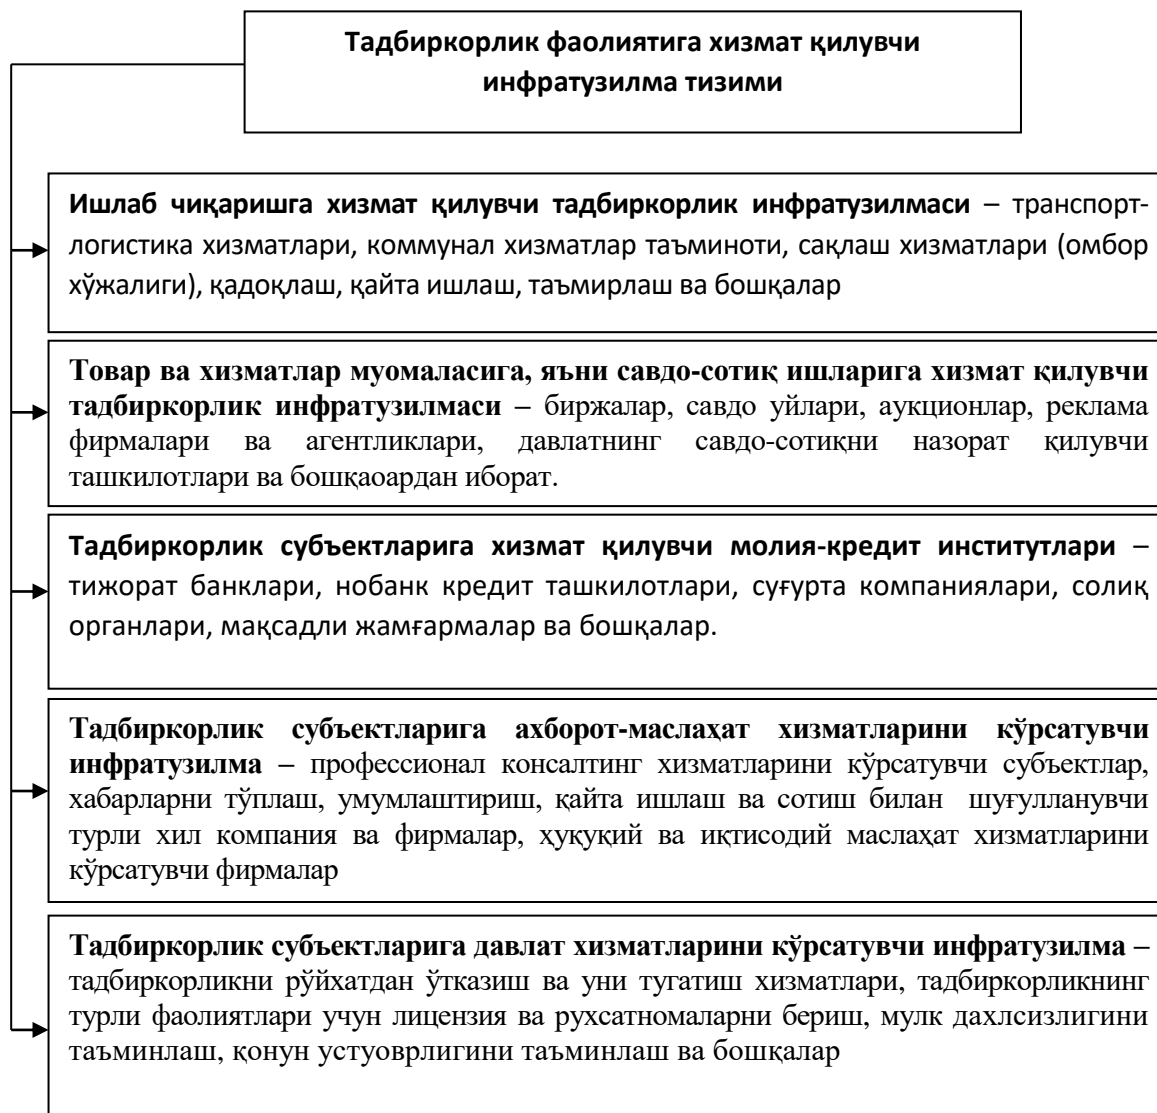 Тадбиркорлик фаолиятига хизмат қилувчи
инфратузилма тизими
Ишлаб чиқаришга хизмат қилувчи тадбиркорлик инфратузилмаси – транспорт-
логистика хизматлари, коммунал хизматлар таъминоти, сақлаш хизматлари (омбор
хўжалиги), қадоқлаш, қайта ишлаш, таъмирлаш ва бошқалар
Товар ва хизматлар муомаласига, яъни савдо-сотиқ ишларига хизмат қилувчи
тадбиркорлик инфратузилмаси – биржалар, савдо уйлари, аукционлар, реклама
фирмалари ва агентликлари, давлатнинг савдо-сотиқни назорат қилувчи
ташкилотлари ва бошқаоардан иборат.
Тадбиркорлик субъектларига хизмат қилувчи молия-кредит институтлари –
тижорат банклари, нобанк кредит ташкилотлари, суғурта компаниялари, солиқ
органлари, мақсадли жамғармалар ва бошқалар.
Тадбиркорлик субъектларига ахборот-маслаҳат хизматларини кўрсатувчи
инфратузилма – профессионал консалтинг хизматларини кўрсатувчи субъектлар,
хабарларни тўплаш, умумлаштириш, қайта ишлаш ва сотиш билан шуғулланувчи
турли хил компания ва фирмалар, ҳуқуқий ва иқтисодий маслаҳат хизматларини
кўрсатувчи фирмалар
Тадбиркорлик субъектларига давлат хизматларини кўрсатувчи инфратузилма –
тадбиркорликни рўйхатдан ўтказиш ва уни тугатиш хизматлари, тадбиркорликнинг
турли фаолиятлари учун лицензия ва рухсатномаларни бериш, мулк дахлсизлигини
таъминлаш, қонун устуоврлигини таъминлаш ва бошқалар